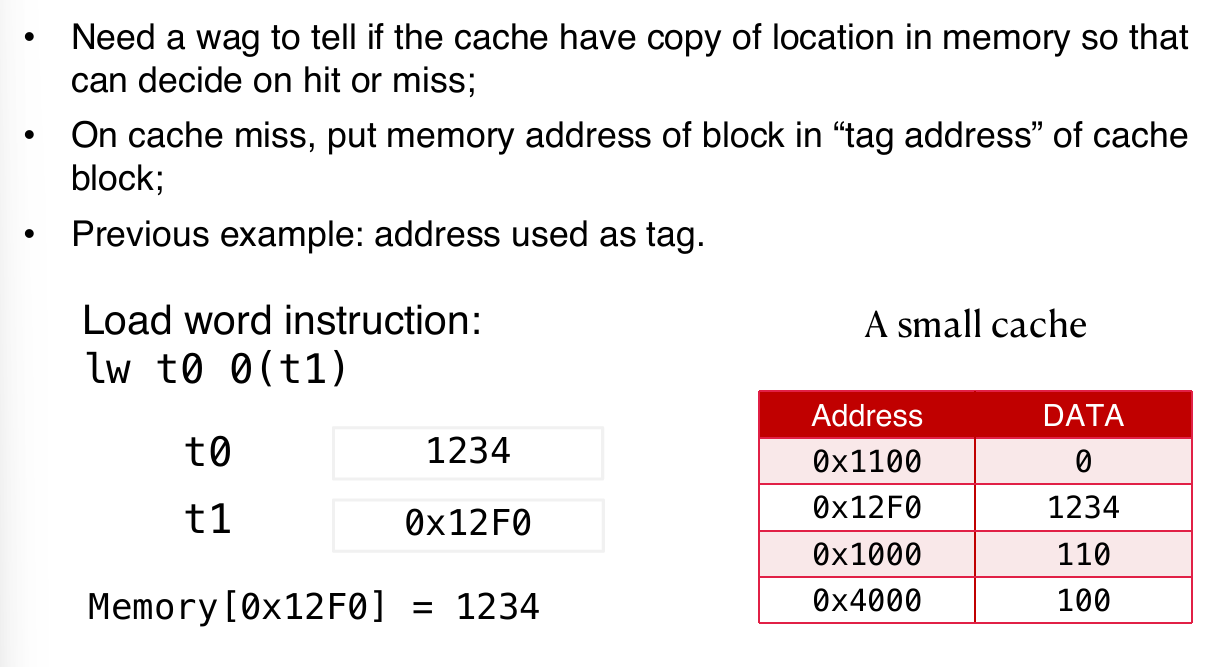 • Need a wag to tell if the cache have copy of location in memory so that
can decide on hit or miss;
• On cache miss, put memory address of block in “tag address” of cache
block;
• Previous example: address used as tag.
Load word instruction:
lw t0 0(t1)
t0 1234
t1 0x12F0
Memory[0x12F0] = 1234
A small cache
Address DATA
0x1100 0
0x12F0 1234
0x1000 110
0x4000 100